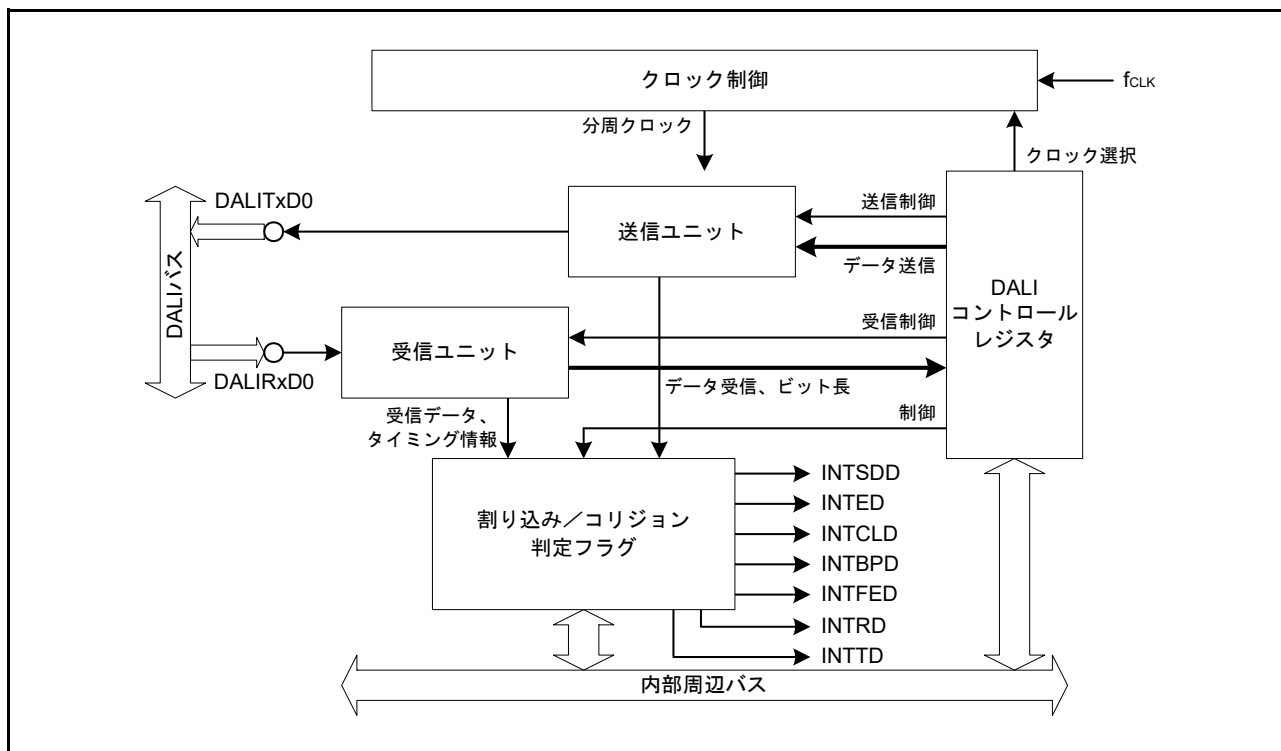 クロック制御
fCLK
分周クロック
クロック選択
DALITxD0
送信ユニット
送信制御
データ送信
DALIバス
DALI
コントロール
レジスタ
受信ユニット
受信制御
DALIRxD0
データ受信、ビット長
受信データ、
タイミング情報
制御
割り込み／コリジョン
判定フラグ
INTSDD
INTED
INTCLD
INTBPD
INTFED
INTRD
INTTD
内部周辺バス